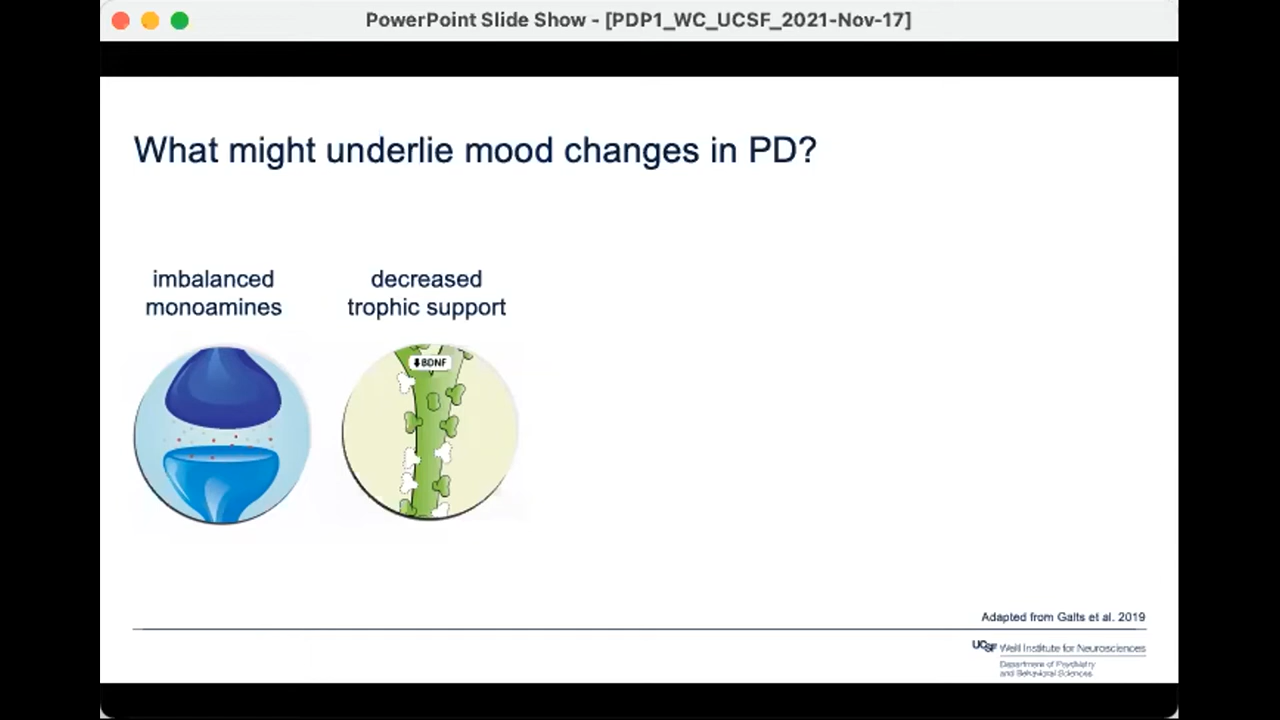 PowerPoint Slide Show - [PDP1_WC_UCSF_2021-Nov-17]
What might underlie mood changes in PD?
imbalanced
monoamines
decreased
trophic support
⬇BDNF
Adapted from Galts et al. 2019
UCSF Weill Institute for Neurosciences
Department of Psychiatry
and Behavioral Sciences